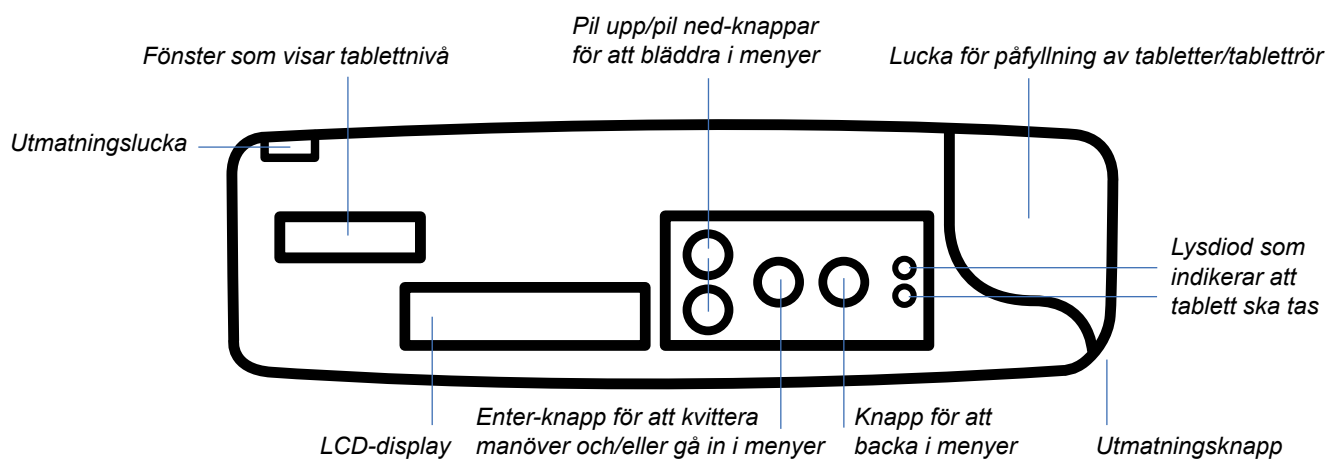 Pil upp/pil ned-knappar
för att bläddra i menyer
Fönster som visar tablettnivå
Lucka för påfyllning av tabletter/tablettrör
Utmatningslucka
Lysdiod som
indikerar att
tablett ska tas
Enter-knapp för att kvittera
manöver och/eller gå in i menyer
Knapp för att
backa i menyer
LCD-display
Utmatningsknapp